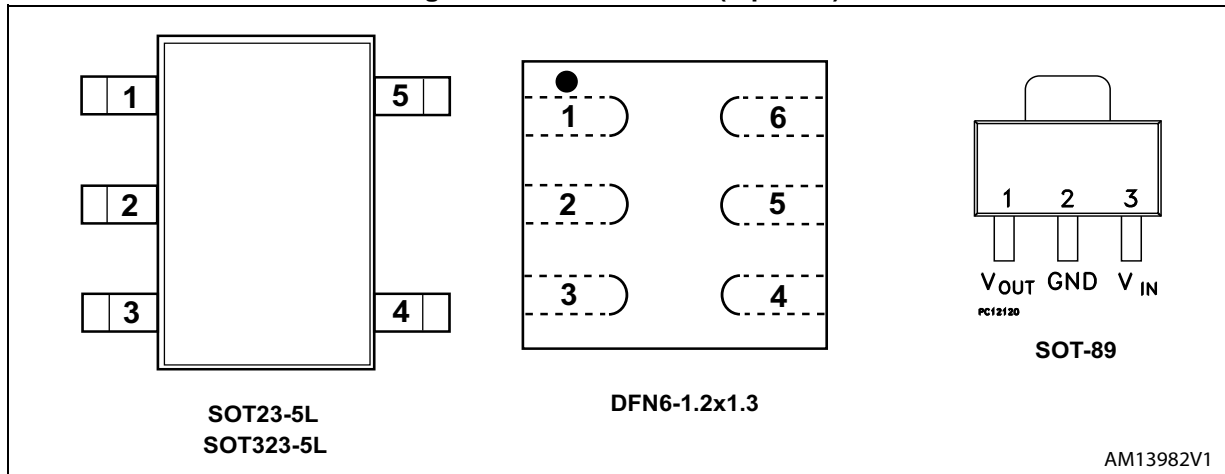 1
2
3
5
4
SOT23-5L
SOT323-5L
1
2
3
6
5
4
DFN6-1.2x1.3
1 2 3
VOUT GND VIN
PC12120
SOT-89
AM13982V1